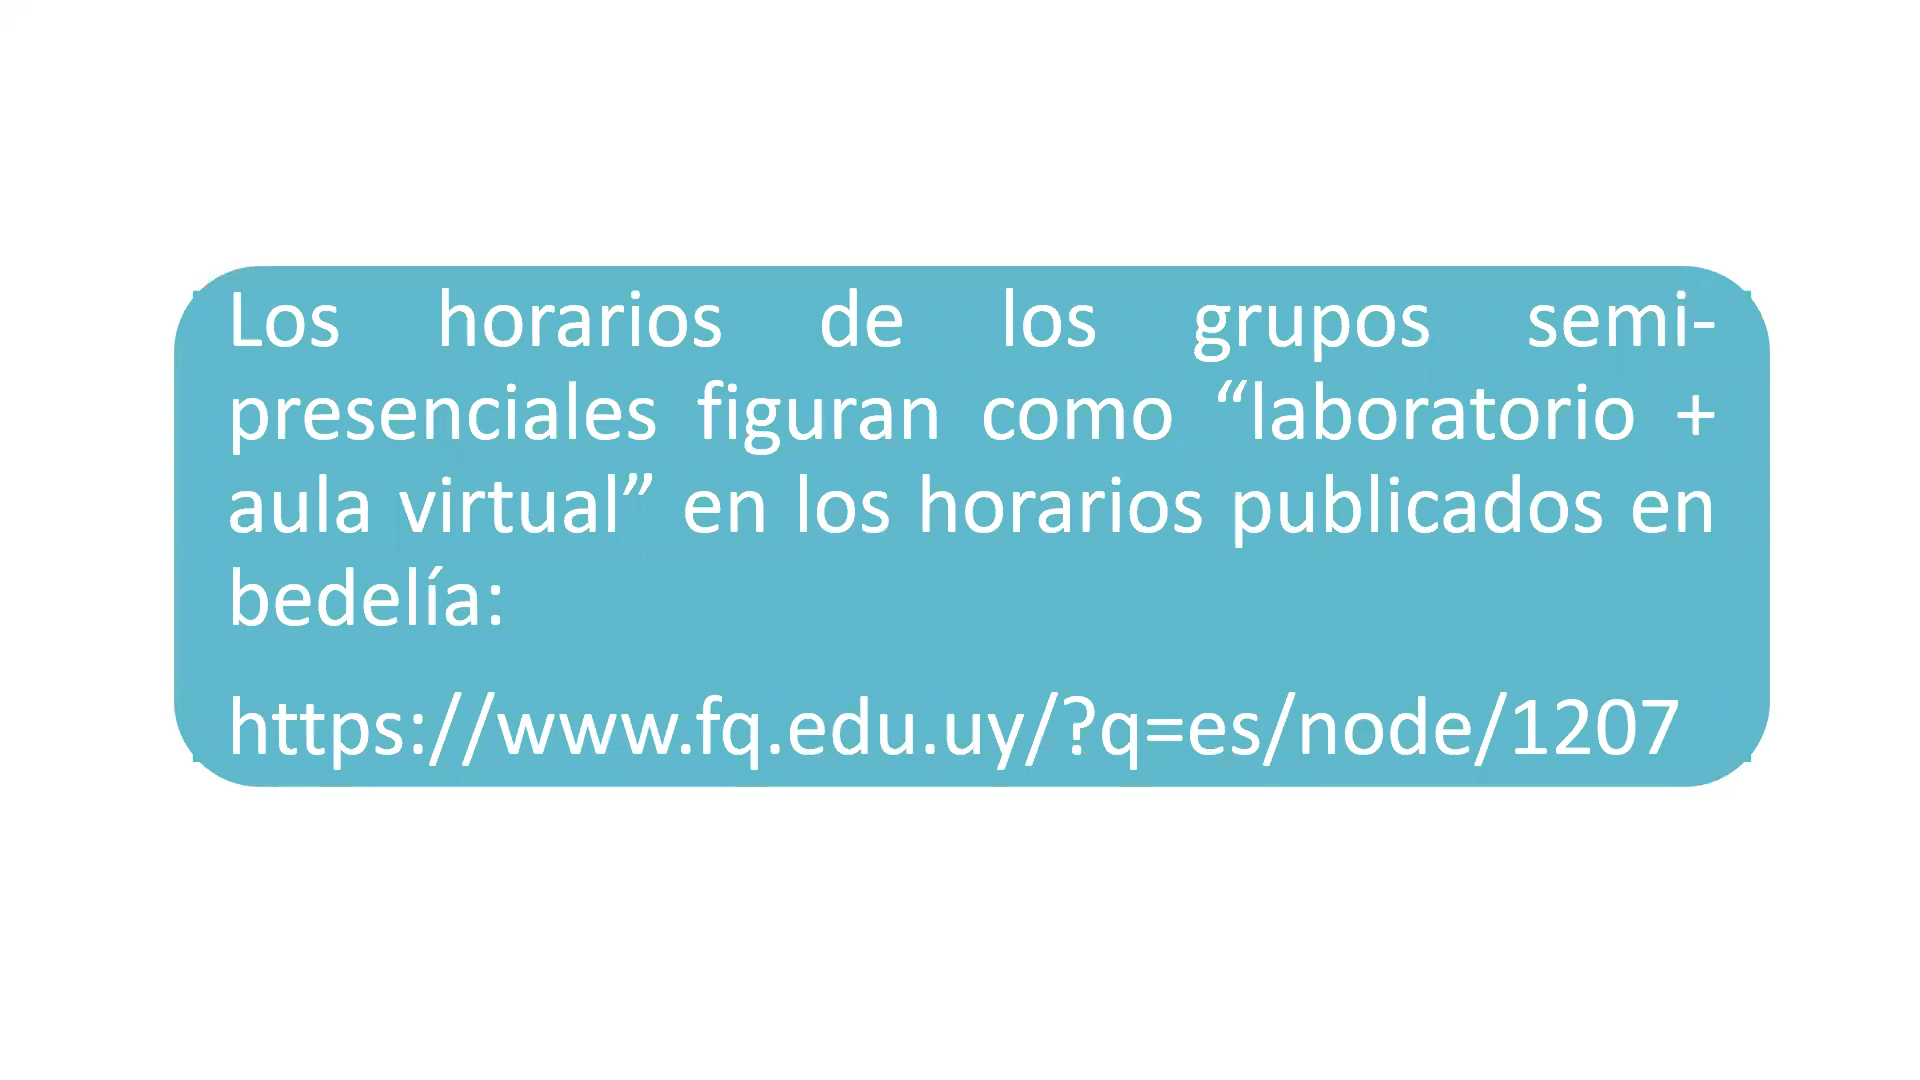 Los horarios de los grupos semi-
presenciales figuran como “laboratorio +
aula virtual” en los horarios publicados en
bedelía:
https://www.fq.edu.uy/?q=es/node/1207